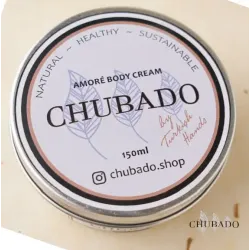 NATURAL ~ HEALTHY ~ SUSTAINABLE
AMORÉ BODY CREAM
CHUBADO
by
Turkish
Hands
150ml
chubado.shop
CHUBADO